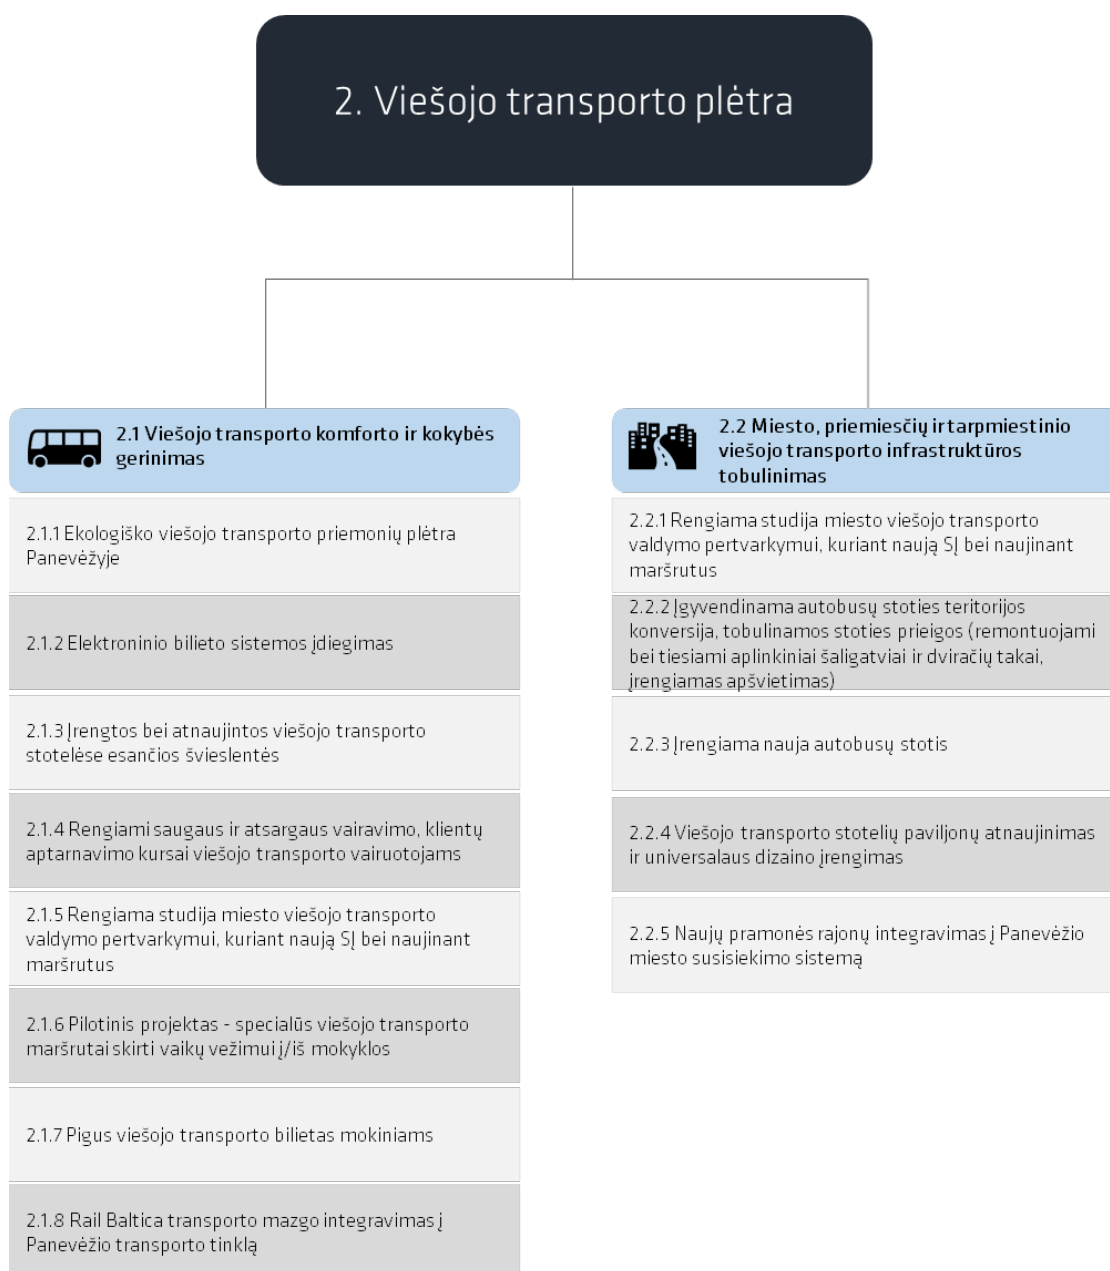 2. Viešojo transporto plėtra
2.1 Viešojo transporto komforto ir kokybės
gerinimas
2.1.1 Ekologiško viešojo transporto priemonių plėtra
Panevėžyje
2.1.2 Elektroninio bilieto sistemos įdiegimas
2.1.3 Įrengtos bei atnaujintos viešojo transporto
stotelėse esančios švieslentės
2.1.4 Rengiami saugaus ir atsargaus vairavimo, klientų
aptarnavimo kursai viešojo transporto vairuotojams
2.1.5 Rengiama studija miesto viešojo transporto
valdymo pertvarkymui, kuriant naują SĮ bei naujinant
maršrutus
2.1.6 Pilotinis projektas - specialūs viešojo transporto
maršrutai skirti vaikų vežimui į/iš mokyklos
2.1.7 Pigus viešojo transporto bilietas mokiniams
2.1.8 Rail Baltica transporto mazgo integravimas į
Panevėžio transporto tinklą
2.2 Miesto, priemiesčių ir tarpmiestinio
viešojo transporto infrastruktūros
tobulinimas
2.2.1 Rengiama studija miesto viešojo transporto
valdymo pertvarkymui, kuriant naują SĮ bei naujinant
maršrutus
2.2.2 Įgyvendinama autobusų stoties teritorijos
konversija, tobulinamos stoties prieigos (remontuojami
bei tiesiami aplinkiniai šaligatviai ir dviračių takai,
įrengiamas apšvietimas)
2.2.3 Įrengiama nauja autobusų stotis
2.2.4 Viešojo transporto stotelių paviljonų atnaujinimas
ir universalaus dizaino įrengimas
2.2.5 Naujų pramonės rajonų integravimas į Panevėžio
miesto susisiekimo sistemą